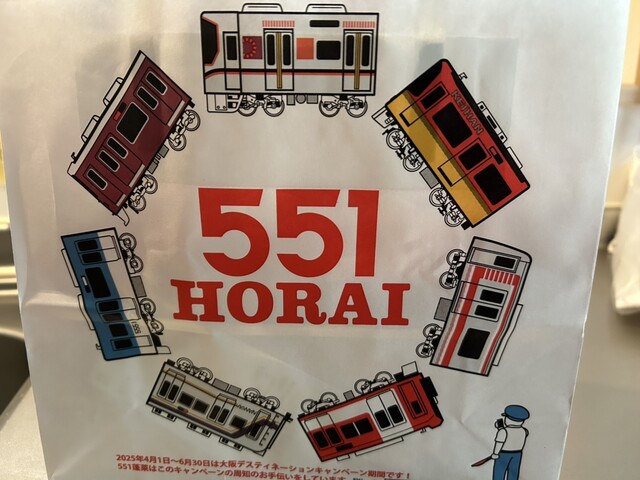 KEIHAN
551
HORAI
2025年4月1日〜6月30日は大阪デスティネーションキャンペーン期間です！
551蓬莱はこのキャンペーンの周知のお手伝いをしています。